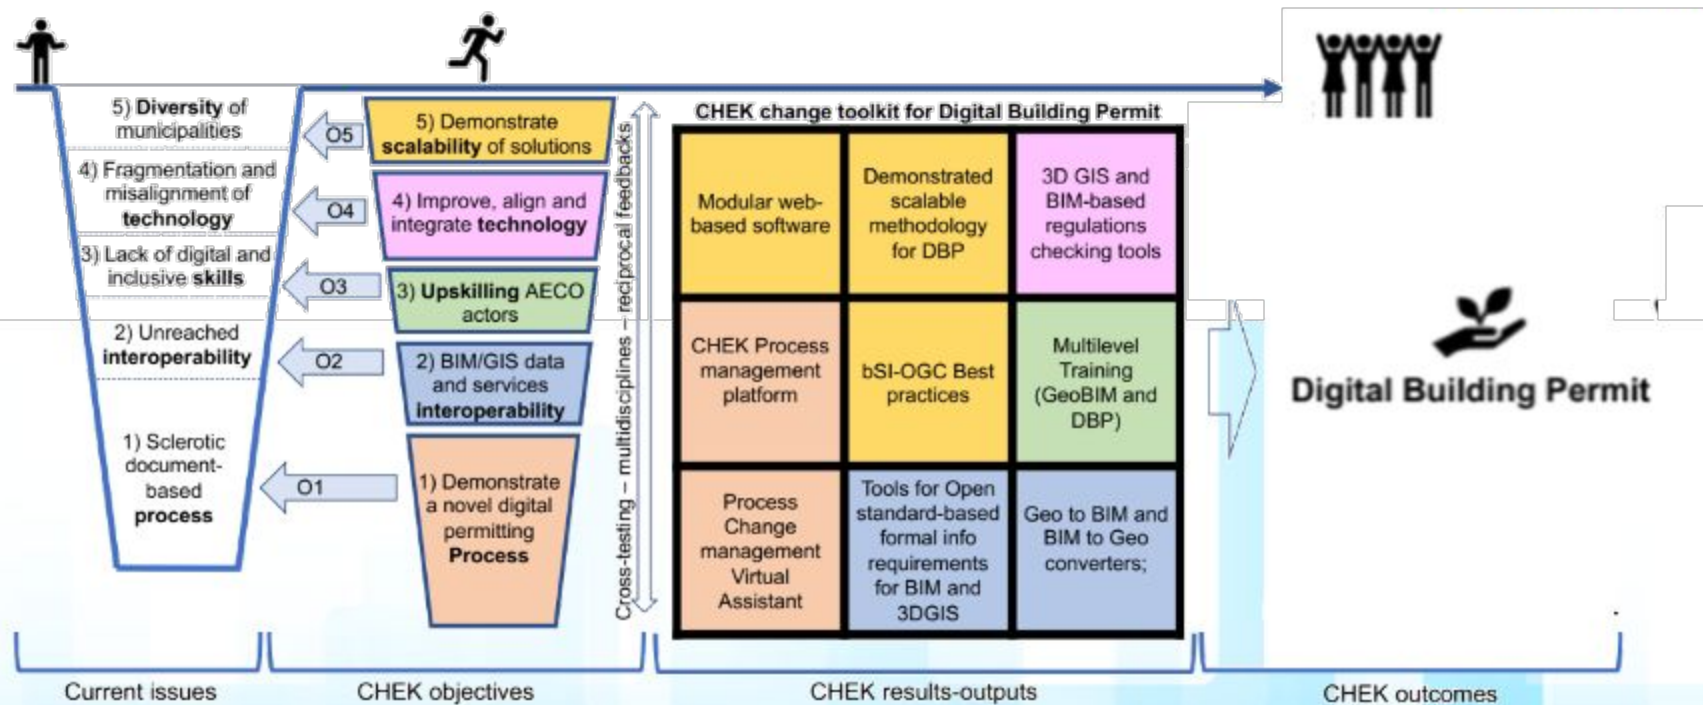 5) Diversity of
municipalities
4) Fragmentation and
misalignment of
technology
3) Lack of digital and
inclusive skills
2) Unreached
interoperability
1) Sclerotic
document-
based
process
O5
O4
O3
O2
O1
5) Demonstrate
scalability of solutions
4) Improve, align and
integrate technology
3) Upskilling AECO
actors
2) BIM/GIS data
and services
interoperability
1) Demonstrate
a novel digital
permitting
Process
Cross-testing – multidisciplines – reciprocal feedbacks
CHEK change toolkit for Digital Building Permit
Modular web-
based software
Demonstrated
scalable
methodology
for DBP
3D GIS and
BIM-based
regulations
checking tools
CHEK Process
management
platform
bSI-OGC Best
practices
Multilevel
Training
(GeoBIM and
DBP)
Process
Change
management
Virtual
Assistant
Tools for Open
standard-based
formal info
requirements
for BIM and
3DGIS
Geo to BIM and
BIM to Geo
converters;
Digital Building Permit
Current issues
CHEK objectives
CHEK results-outputs
CHEK outcomes